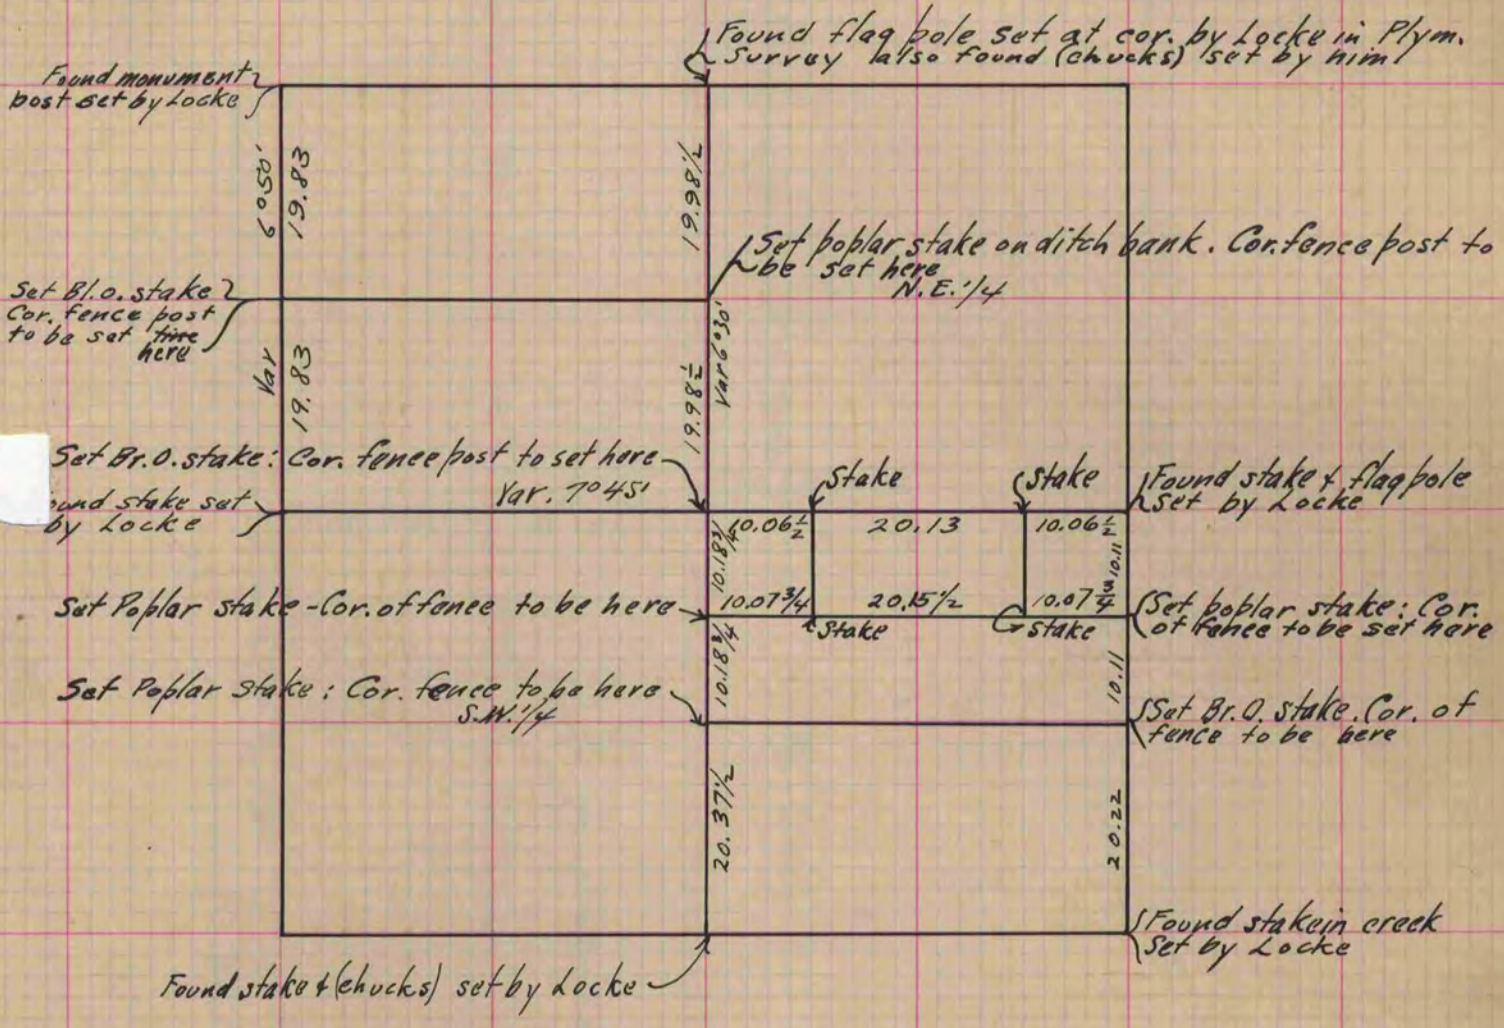 Found flag pole set at cor. by Locke in Plym.
Survey also found (chucks) set by him
Found monument
post set by Locke
6°50'
19.83
19.98½
Set poplar stake on ditch bank. Cor. fence post to
be set here
N.E. 1/4
Set Bl. O. stake
Cor. fence post
to be set
here
Var
19.83
19.98½
Var 6°30'
Set Br. O. stake: Cor. fence post to set here
Var. 7°45'
ound stake set
by Locke
Stake
Stake
Found stake & flag pole
set by Locke
10.06½
20.13
10.06½
10.18¾
10.11
Set Poplar stake - Cor. of fence to be here
10.07¾
20.15½
10.07¾
Stake
Stake
Set poplar stake: Cor.
of fence to be set here
10.18¾
10.11
Set Poplar Stake: Cor. fence to be here
S.W. 1/4
Set Br. O. stake. Cor. of
fence to be here
20.37½
20.22
Found stake in creek
Set by Locke
Found stake & (chucks) set by Locke